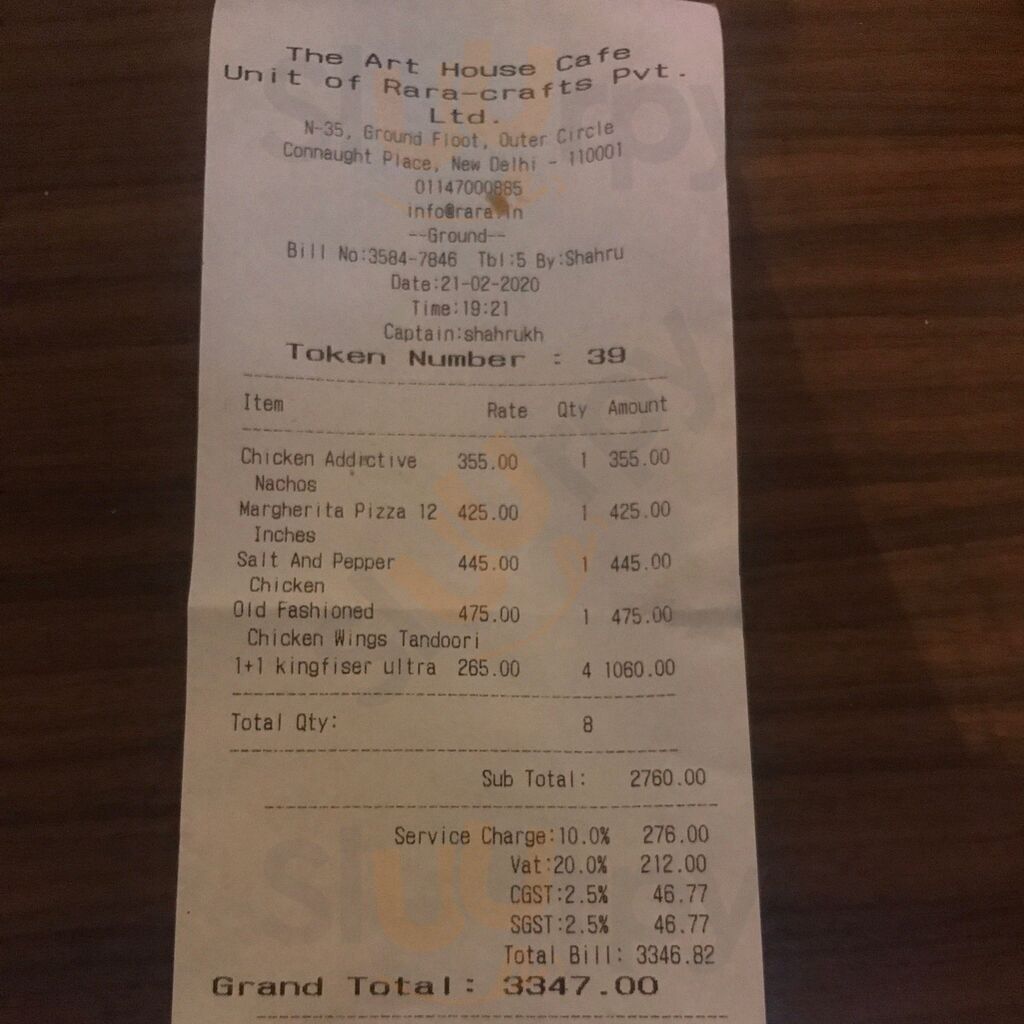 The Art House Cafe
Unit of Rara-crafts Pvt.
Ltd.
N-35, Ground Floot, Outer Circle
Connaught Place, New Delhi - 110001
01147000885
info@rara.in
--Ground--
Bill No:3584-7846 Tbl:5 By:Shahru
Date:21-02-2020
Time:19:21
Captain:shahrukh
Token Number : 39
Item Rate Qty Amount
Chicken Addictive 355.00 1 355.00
Nachos
Margherita Pizza 12 425.00 1 425.00
Inches
Salt And Pepper 445.00 1 445.00
Chicken
Old Fashioned 475.00 1 475.00
Chicken Wings Tandoori
1+1 kingfiser ultra 265.00 4 1060.00
Total Qty: 8
Sub Total: 2760.00
Service Charge:10.0% 276.00
Vat:20.0% 212.00
CGST:2.5% 46.77
SGST:2.5% 46.77
Total Bill: 3346.82
Grand Total: 3347.00
slurpy
slurpy
slurpy